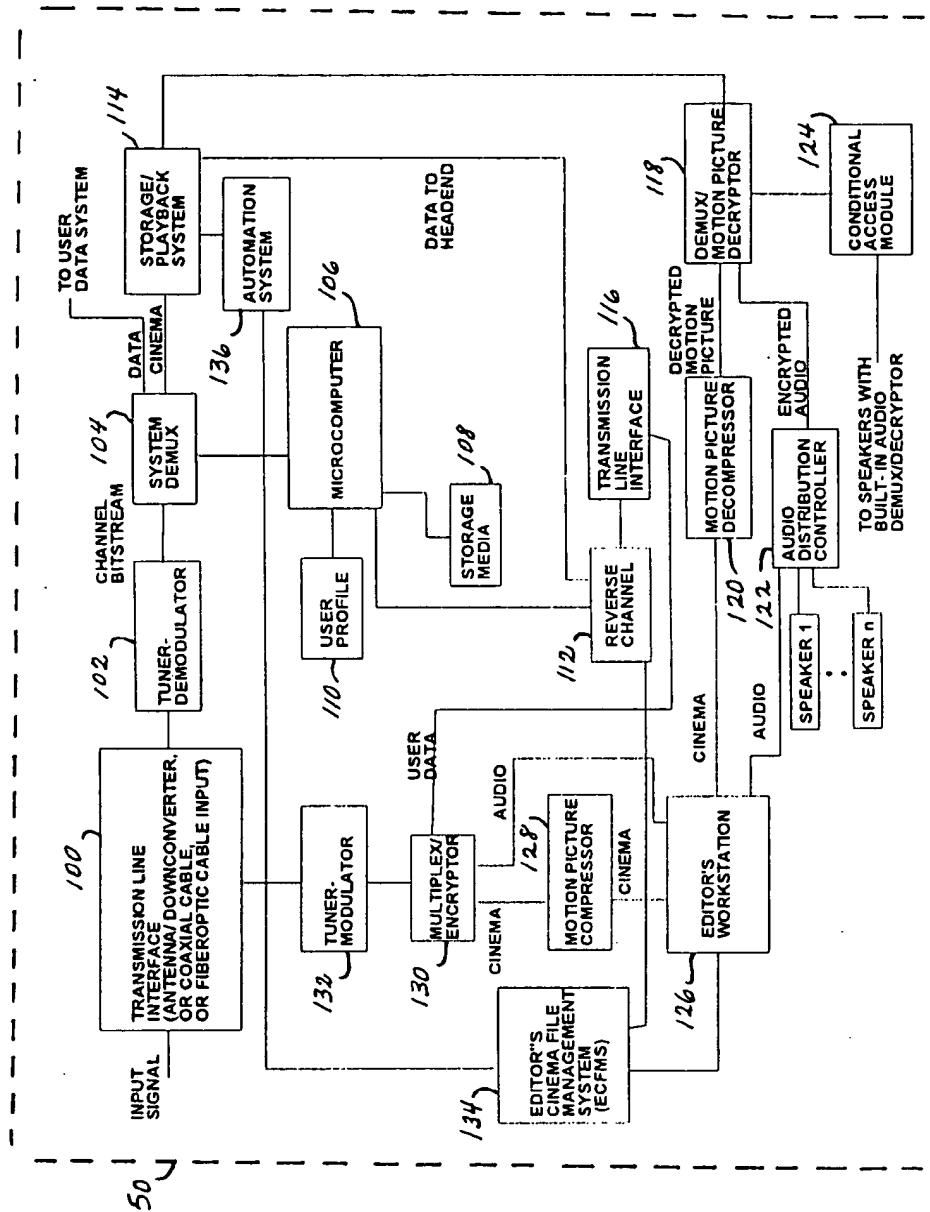 50
INPUT
SIGNAL
100
TRANSMISSION LINE
INTERFACE
(ANTENNA/ DOWNCONVERTER,
OR COAXIAL CABLE,
OR FIBEROPTIC CABLE INPUT)
102
TUNER-
DEMODULATOR
CHANNEL
BITSTREAM
104
SYSTEM
DEMUX
DATA
CINEMA
TO USER
DATA SYSTEM
114
STORAGE/
PLAYBACK
SYSTEM
136
AUTOMATION
SYSTEM
106
MICROCOMPUTER
110
USER
PROFILE
108
STORAGE
MEDIA
DATA TO
HEADEND
132
TUNER-
MODULATOR
130
MULTIPLEX/
ENCRYPTOR
USER
DATA
AUDIO
CINEMA
128
MOTION PICTURE
COMPRESSOR
CINEMA
112
REVERSE
CHANNEL
116
TRANSMISSION
LINE
INTERFACE
134
EDITOR"S
CINEMA FILE
MANAGEMENT
SYSTEM
(ECFMS)
126
EDITOR'S
WORKSTATION
CINEMA
AUDIO
120
MOTION PICTURE
DECOMPRESSOR
DECRYPTED
MOTION
PICTURE
118
DEMUX/
MOTION PICTURE
DECRYPTOR
ENCRYPTED
AUDIO
122
AUDIO
DISTRIBUTION
CONTROLLER
SPEAKER 1
SPEAKER n
124
CONDITIONAL
ACCESS
MODULE
TO SPEAKERS WITH
BUILT- IN AUDIO
DEMUX/DECRYPTOR